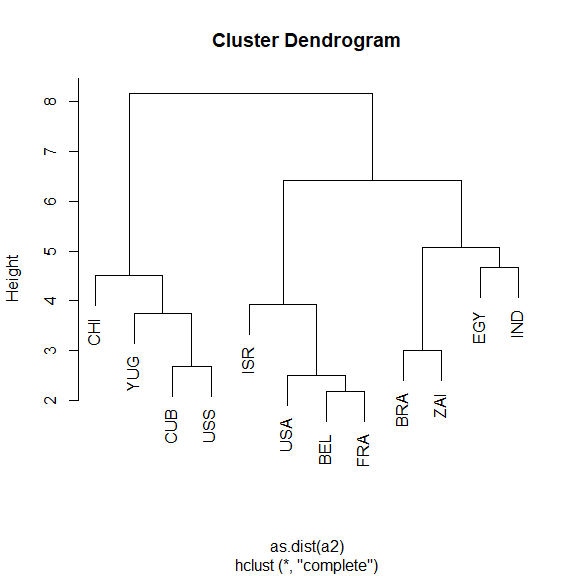 Cluster Dendrogram
Height
8
7
6
5
4
3
2
CHI
YUG
CUB
USS
ISR
USA
BEL
FRA
BRA
ZAI
EGY
IND
as.dist(a2)
hclust (*, "complete")